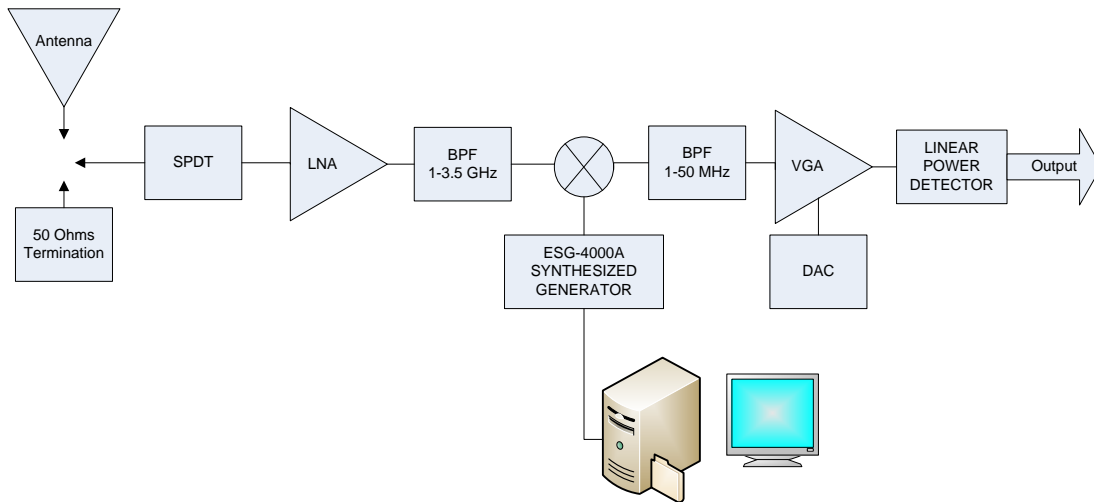 Antenna
SPDT
LNA
BPF
1-3.5 GHz
BPF
1-50 MHz
VGA
LINEAR
POWER
DETECTOR
Output
50 Ohms
Termination
ESG-4000A
SYNTHESIZED
GENERATOR
DAC